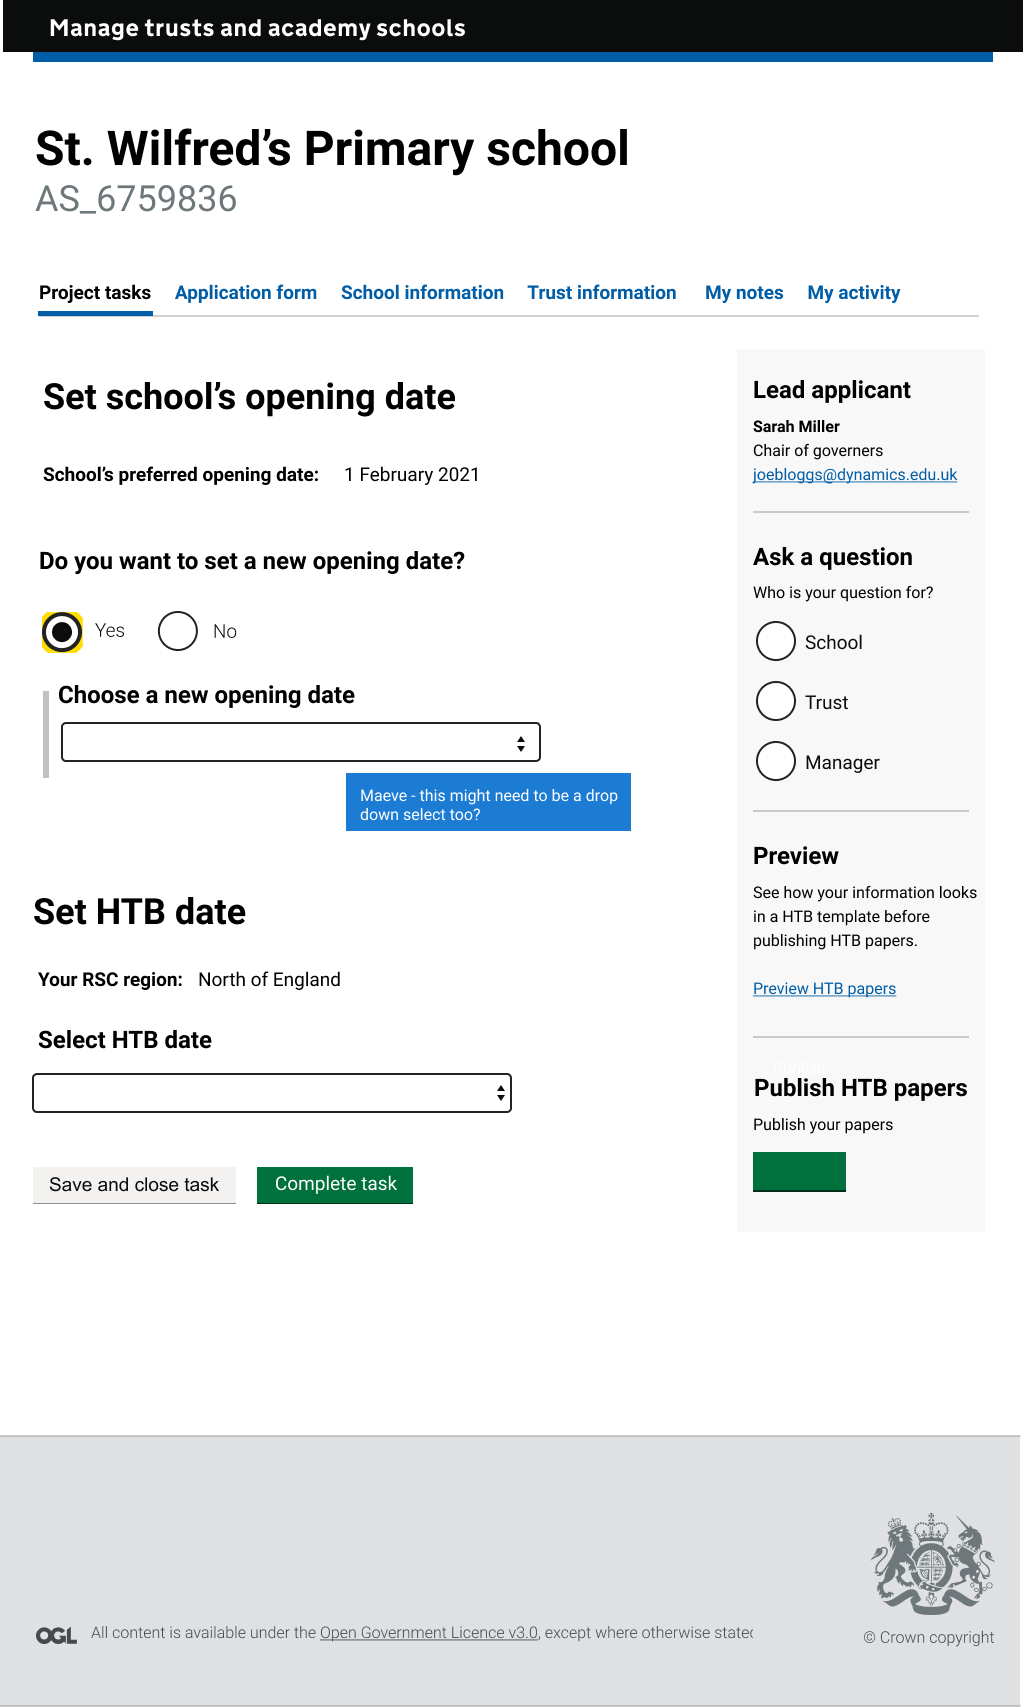 Manage trusts and academy schools
St. Wilfred’s Primary school
AS_6759836
Project tasks Application form School information Trust information My notes My activity
Set school’s opening date
School’s preferred opening date: 1 February 2021
Do you want to set a new opening date?
Yes No
Choose a new opening date
Maeve - this might need to be a drop
down select too?
Set HTB date
Your RSC region: North of England
Select HTB date
Save and close task Complete task
Lead applicant
Sarah Miller
Chair of governers
joebloggs@dynamics.edu.uk
Ask a question
Who is your question for?
School
Trust
Manager
Preview
See how your information looks
in a HTB template before
publishing HTB papers.
Preview HTB papers
Publish
Publish HTB papers
Publish your papers
OGL All content is available under the Open Government Licence v3.0, except where otherwise stated
© Crown copyright